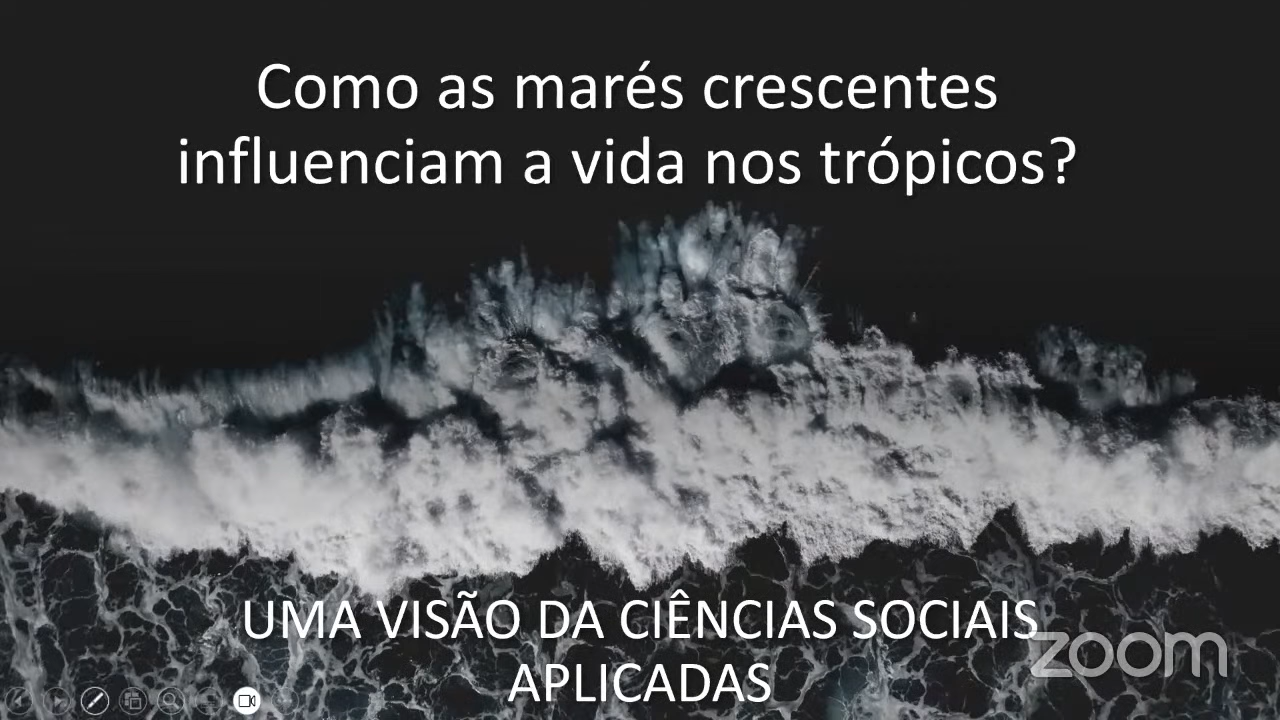 Como as marés crescentes
influenciam a vida nos trópicos?
UMA VISÃO DA CIÊNCIAS SOCIAIS
APLICADAS
zoom